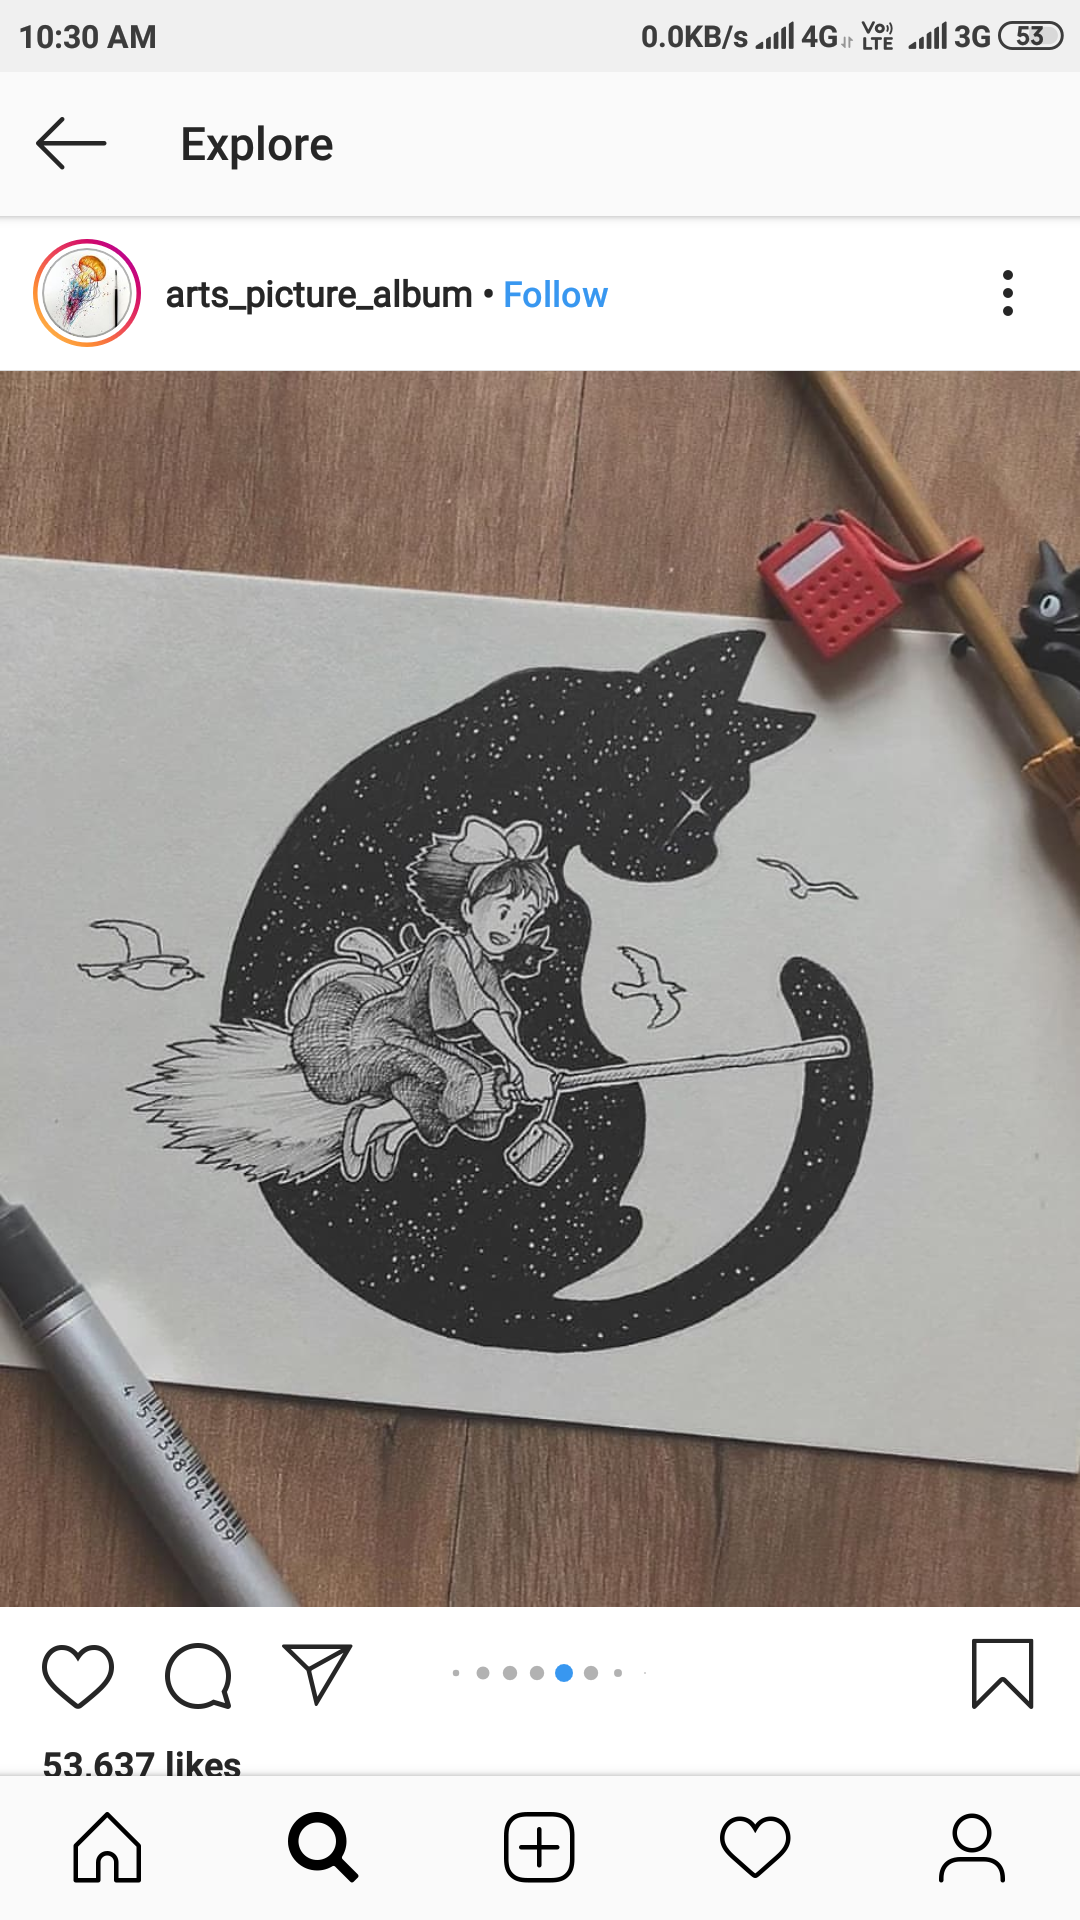 10:30 AM 0.0KB/s 4G Vo) LTE 3G 53
Explore
arts_picture_album • Follow
4 511338 041109
53,637 likes